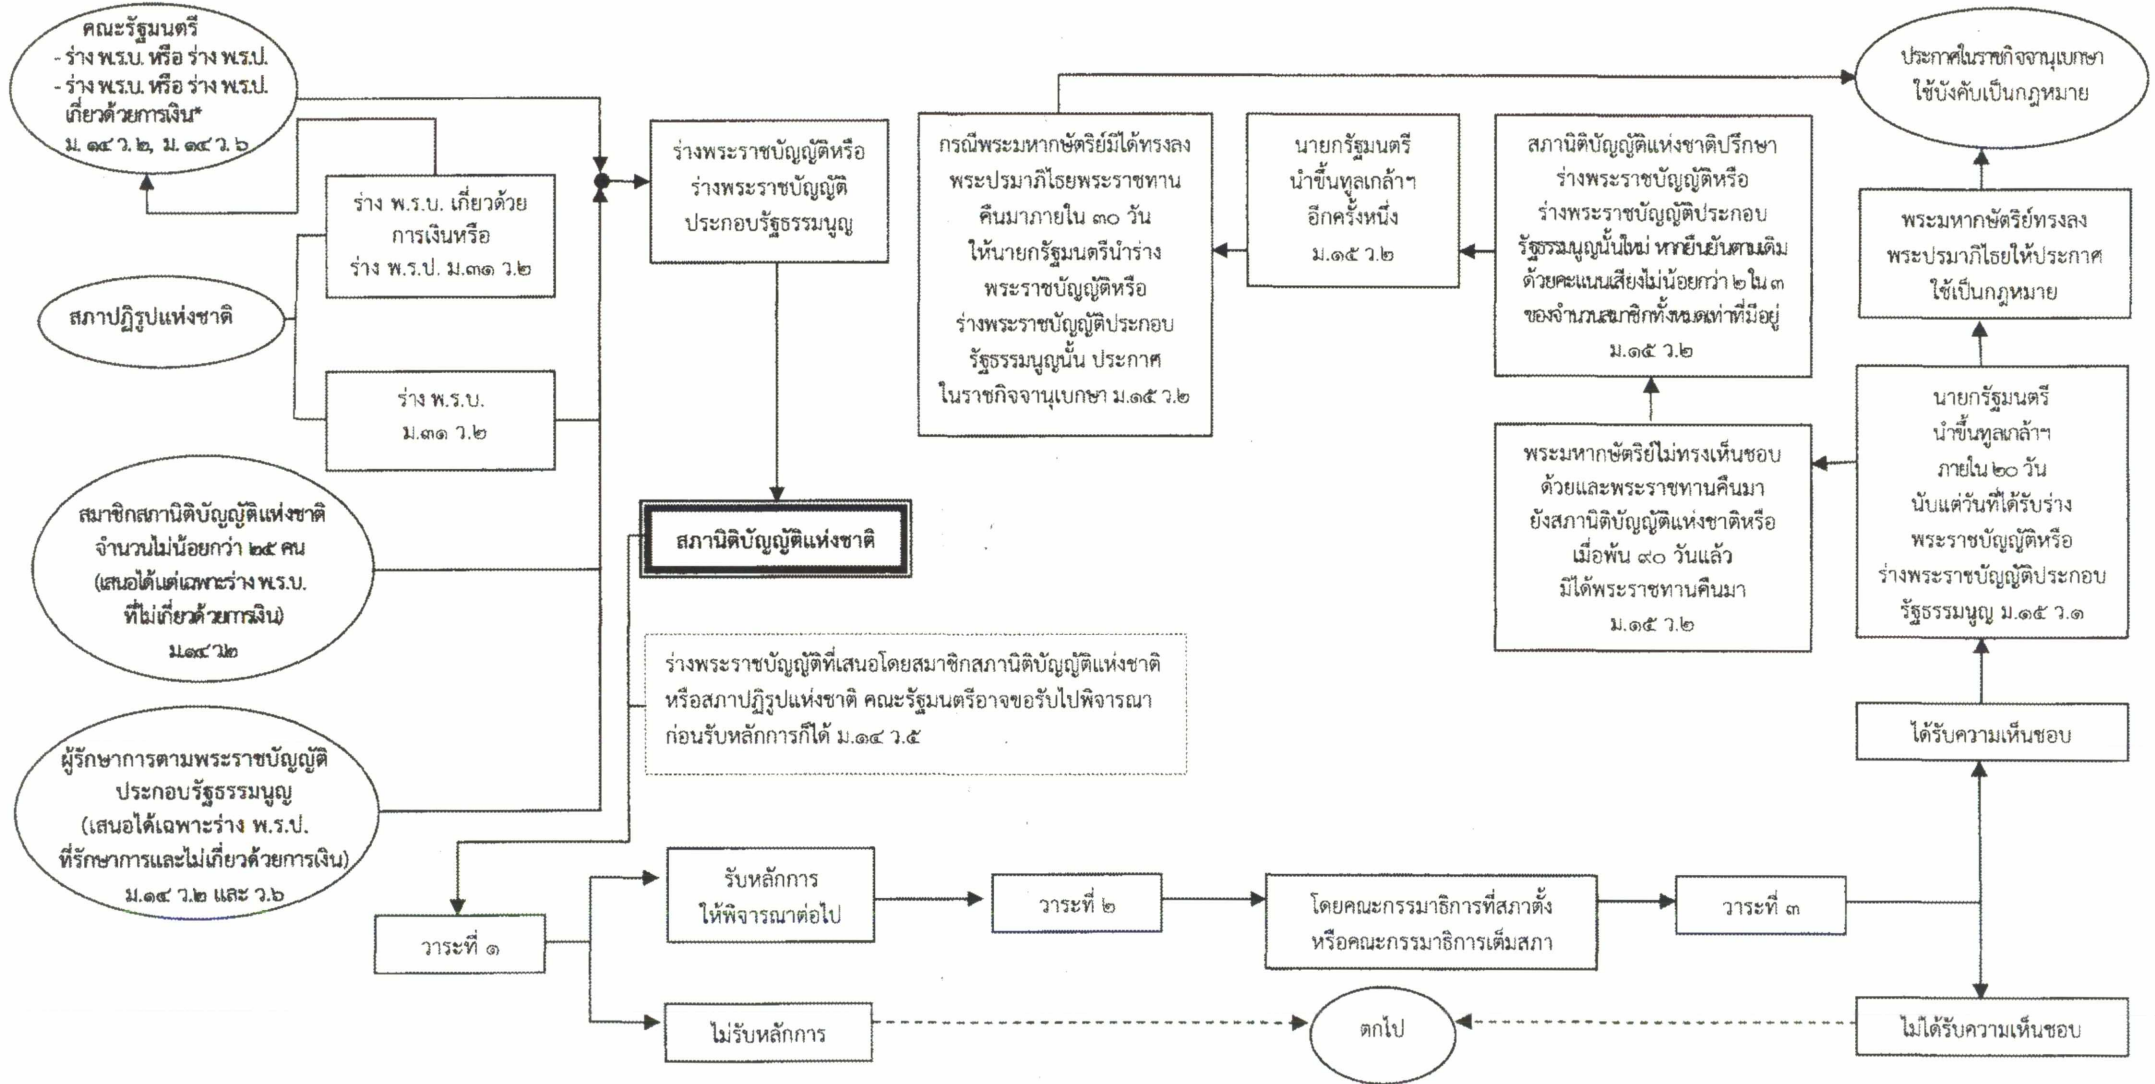 คณะรัฐมนตรี
- ร่าง พ.ร.บ. หรือ ร่าง พ.ร.ป.
- ร่าง พ.ร.บ. หรือ ร่าง พ.ร.ป.
เกี่ยวด้วยการเงิน*
ม. ๑๔ ว. ๒, ม. ๑๔ ว. ๖
ร่าง พ.ร.บ. เกี่ยวด้วย
การเงินหรือ
ร่าง พ.ร.ป. ม.๓๑ ว.๒
สภาปฏิรูปแห่งชาติ
ร่าง พ.ร.บ.
ม.๓๑ ว.๒
สมาชิกสภานิติบัญญัติแห่งชาติ
จำนวนไม่น้อยกว่า ๒๕ คน
(เสนอได้แต่เฉพาะร่าง พ.ร.บ.
ที่ไม่เกี่ยวด้วยการเงิน)
ม.๑๔ ว.๒
ผู้รักษาการตามพระราชบัญญัติ
ประกอบรัฐธรรมนูญ
(เสนอได้เฉพาะร่าง พ.ร.ป.
ที่รักษาการและไม่เกี่ยวด้วยการเงิน)
ม.๑๔ ว.๒ และ ว.๖
ร่างพระราชบัญญัติหรือ
ร่างพระราชบัญญัติ
ประกอบรัฐธรรมนูญ
สภานิติบัญญัติแห่งชาติ
ร่างพระราชบัญญัติที่เสนอโดยสมาชิกสภานิติบัญญัติแห่งชาติ
หรือสภาปฏิรูปแห่งชาติ คณะรัฐมนตรีอาจขอรับไปพิจารณา
ก่อนรับหลักการก็ได้ ม.๑๔ ว.๕
วาระที่ ๑
รับหลักการ
ให้พิจารณาต่อไป
ไม่รับหลักการ
วาระที่ ๒
โดยคณะกรรมาธิการที่สภาตั้ง
หรือคณะกรรมาธิการเต็มสภา
วาระที่ ๓
ตกไป
ไม่ได้รับความเห็นชอบ
ได้รับความเห็นชอบ
นายกรัฐมนตรี
นำขึ้นทูลเกล้าฯ
ภายใน ๒๐ วัน
นับแต่วันที่ได้รับร่าง
พระราชบัญญัติหรือ
ร่างพระราชบัญญัติประกอบ
รัฐธรรมนูญ ม.๑๕ ว.๑
พระมหากษัตริย์ทรงลง
พระปรมาภิไธยให้ประกาศ
ใช้เป็นกฎหมาย
ประกาศในราชกิจจานุเบกษา
ใช้บังคับเป็นกฎหมาย
พระมหากษัตริย์ไม่ทรงเห็นชอบ
ด้วยและพระราชทานคืนมา
ยังสภานิติบัญญัติแห่งชาติหรือ
เมื่อพ้น ๙๐ วันแล้ว
มิได้พระราชทานคืนมา
ม.๑๕ ว.๒
สภานิติบัญญัติแห่งชาติปรึกษา
ร่างพระราชบัญญัติหรือ
ร่างพระราชบัญญัติประกอบ
รัฐธรรมนูญนั้นใหม่ หากยืนยันตามเดิม
ด้วยคะแนนเสียงไม่น้อยกว่า ๒ ใน ๓
ของจำนวนสมาชิกทั้งหมดเท่าที่มีอยู่
ม.๑๕ ว.๒
นายกรัฐมนตรี
นำขึ้นทูลเกล้าฯ
อีกครั้งหนึ่ง
ม.๑๕ ว.๒
กรณีพระมหากษัตริย์มิได้ทรงลง
พระปรมาภิไธยพระราชทาน
คืนมาภายใน ๓๐ วัน
ให้นายกรัฐมนตรีนำร่าง
พระราชบัญญัติหรือ
ร่างพระราชบัญญัติประกอบ
รัฐธรรมนูญนั้น ประกาศ
ในราชกิจจานุเบกษา ม.๑๕ ว.๒